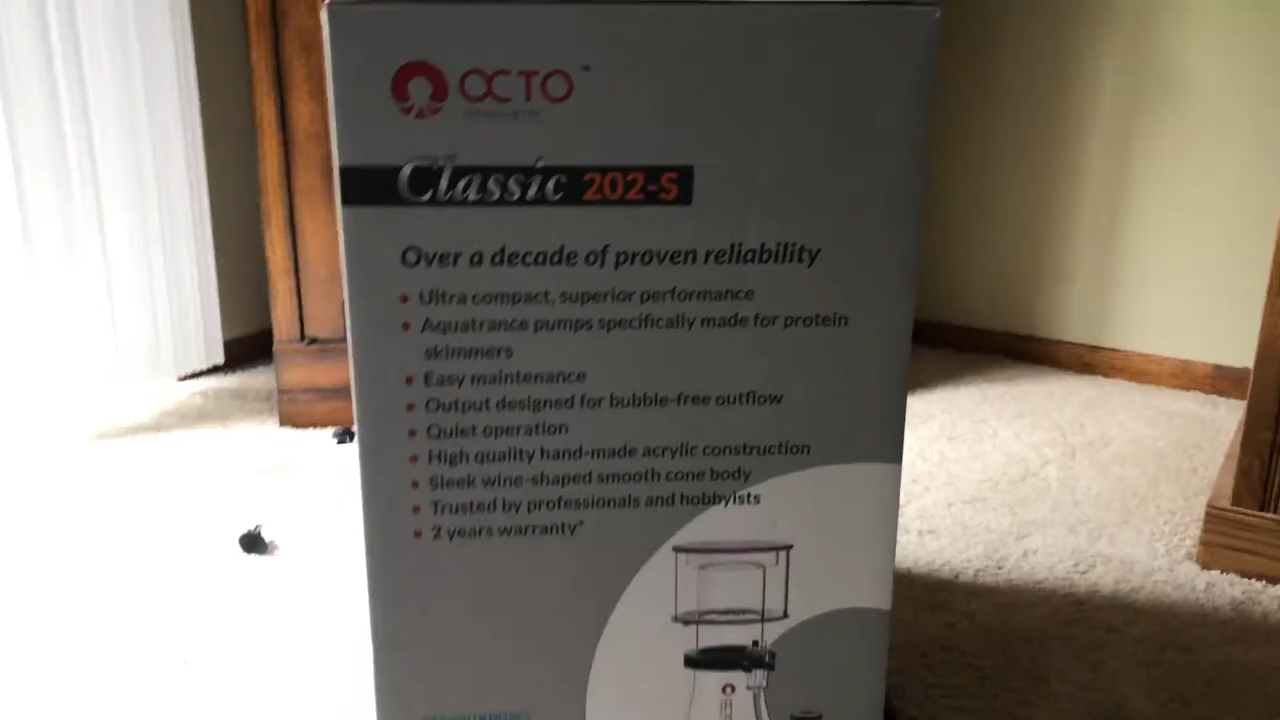 OCTO™
Classic 202-S
Over a decade of proven reliability
• Ultra compact, superior performance
• Aquatrance pumps specifically made for protein
skimmers
• Easy maintenance
• Output designed for bubble-free outflow
• Quiet operation
• High quality hand-made acrylic construction
• Sleek wine-shaped smooth cone body
• Trusted by professionals and hobbyists
• 2 years warranty*